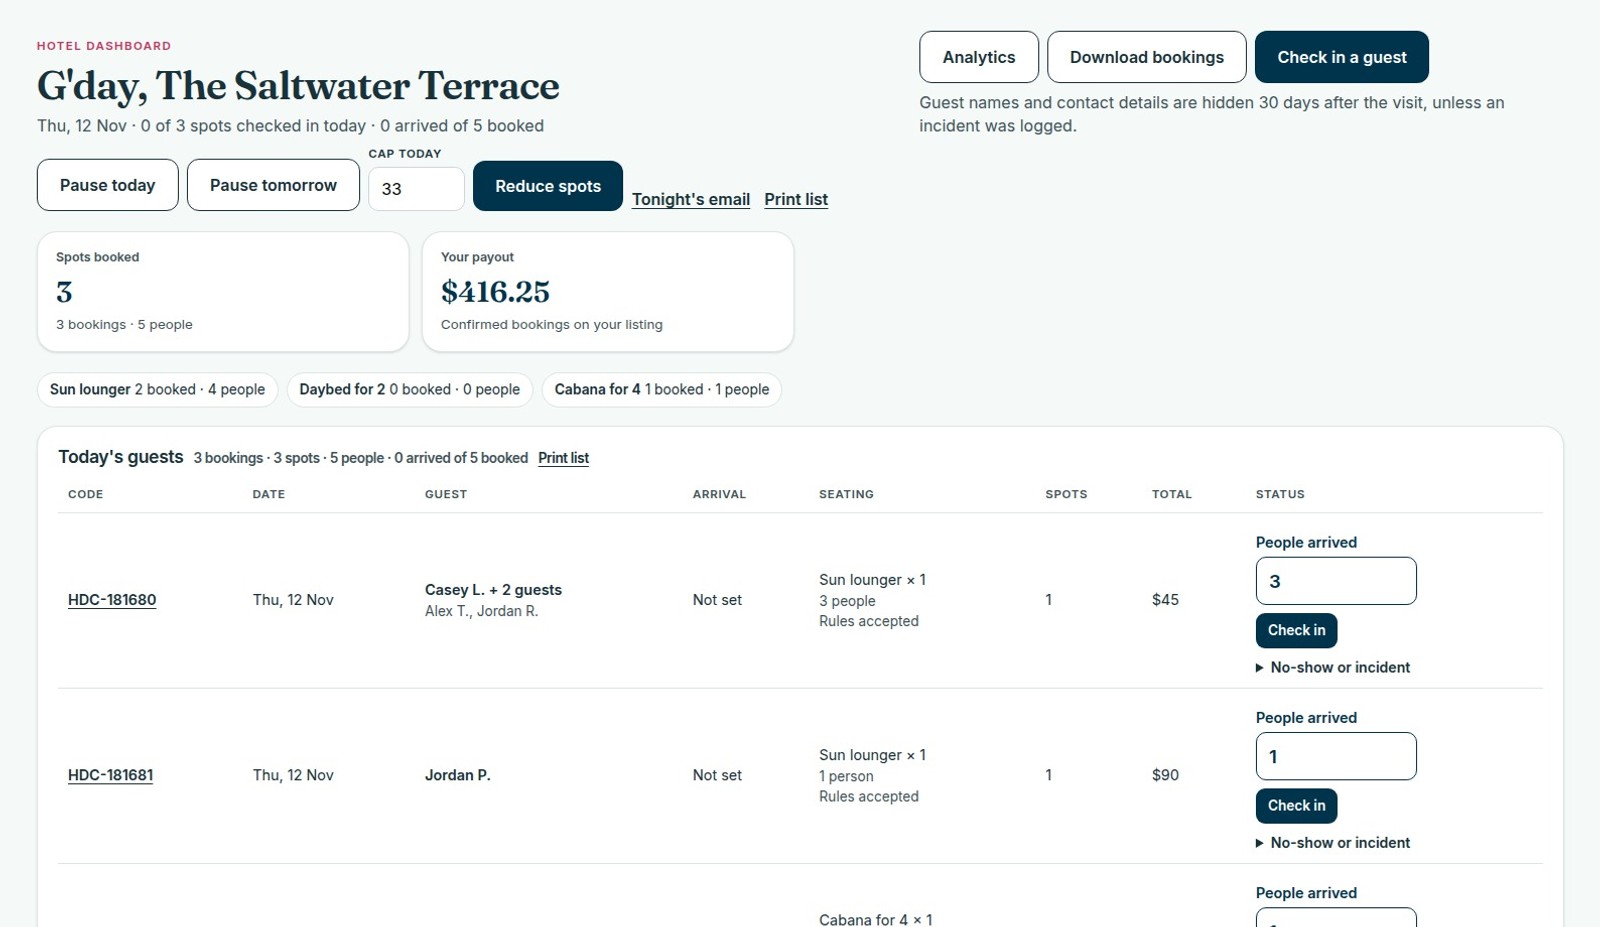 HOTEL DASHBOARD
G'day, The Saltwater Terrace
Thu, 12 Nov · 0 of 3 spots checked in today · 0 arrived of 5 booked
Analytics
Download bookings
Check in a guest
Guest names and contact details are hidden 30 days after the visit, unless an
incident was logged.
Pause today
Pause tomorrow
CAP TODAY
33
Reduce spots
Tonight's email
Print list
Spots booked
3
3 bookings · 5 people
Your payout
$416.25
Confirmed bookings on your listing
Sun lounger 2 booked · 4 people
Daybed for 2 0 booked · 0 people
Cabana for 4 1 booked · 1 people
Today's guests 3 bookings · 3 spots · 5 people · 0 arrived of 5 booked Print list
CODE DATE GUEST ARRIVAL SEATING SPOTS TOTAL STATUS
HDC-181680
Thu, 12 Nov
Casey L. + 2 guests
Alex T., Jordan R.
Not set
Sun lounger × 1
3 people
Rules accepted
1
$45
People arrived
3
Check in
No-show or incident
HDC-181681
Thu, 12 Nov
Jordan P.
Not set
Sun lounger × 1
1 person
Rules accepted
1
$90
People arrived
1
Check in
No-show or incident
Cabana for 4 × 1
People arrived